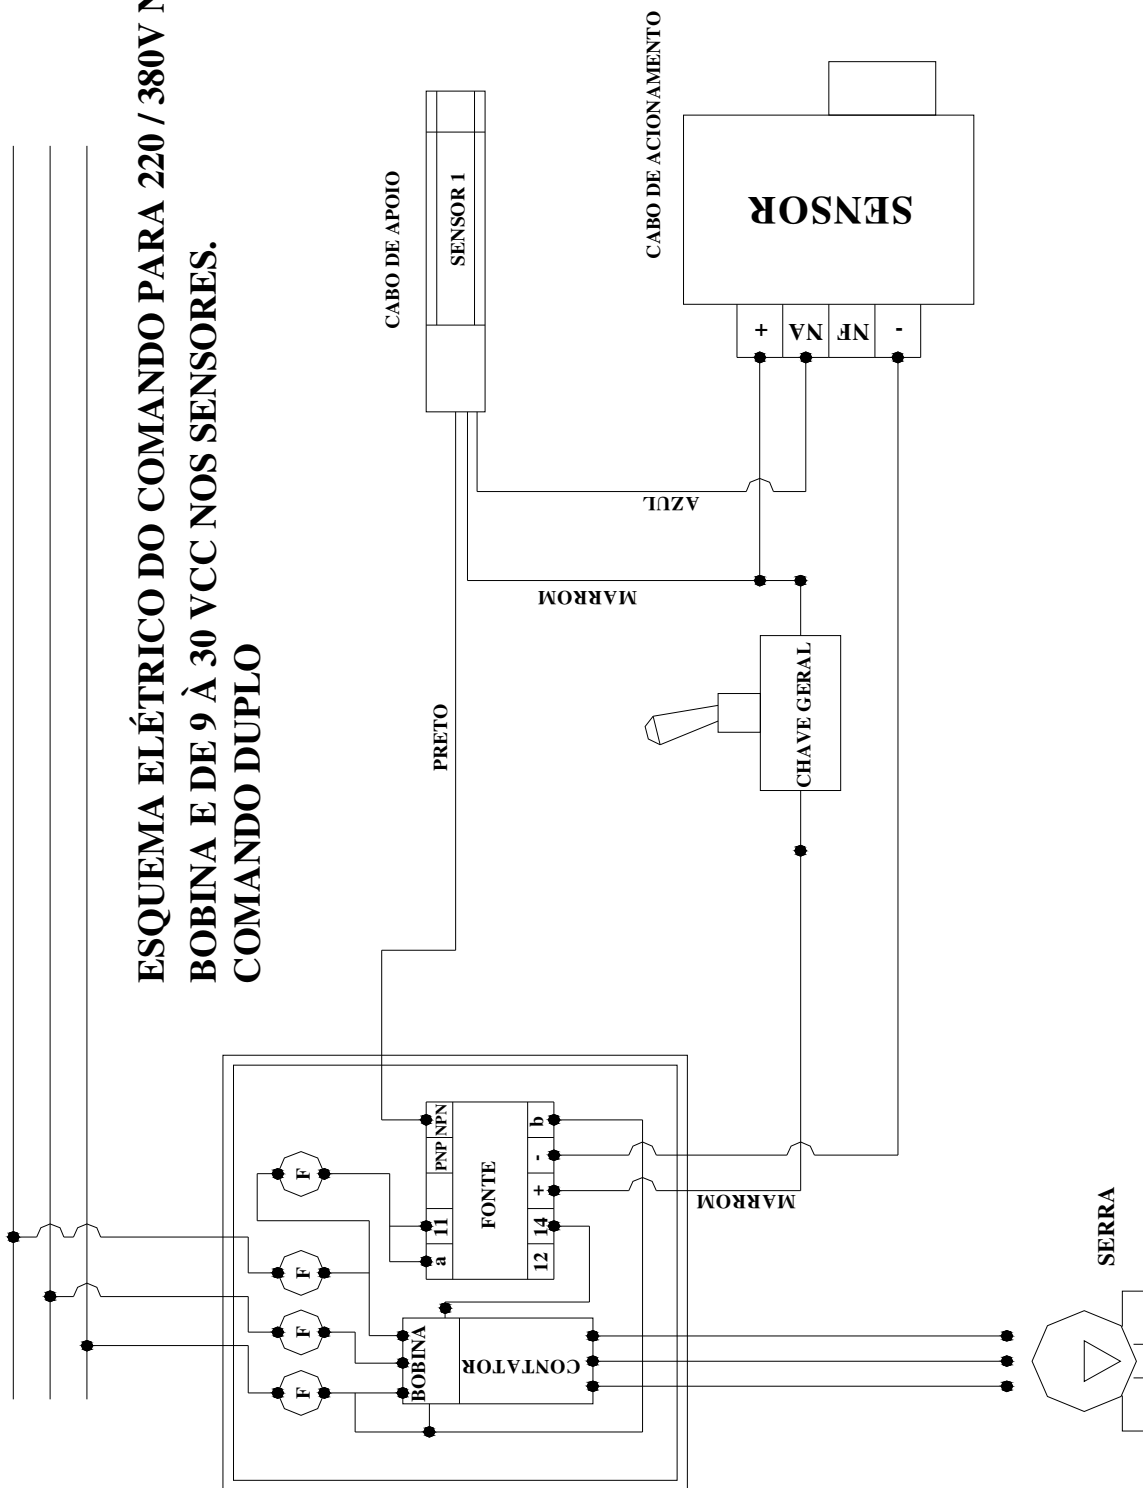 ESQUEMA ELÉTRICO DO COMANDO PARA 220 / 380V
BOBINA E DE 9 À 30 VCC NOS SENSORES.
COMANDO DUPLO
CABO DE APOIO
SENSOR 1
CABO DE ACIONAMENTO
SENSOR
+
NA
NF
-
AZUL
MARROM
PRETO
CHAVE GERAL
F
F
F
F
PNP NPN
11
a
FONTE
b
-
+
14
12
MARROM
BOBINA
CONTATOR
SERRA